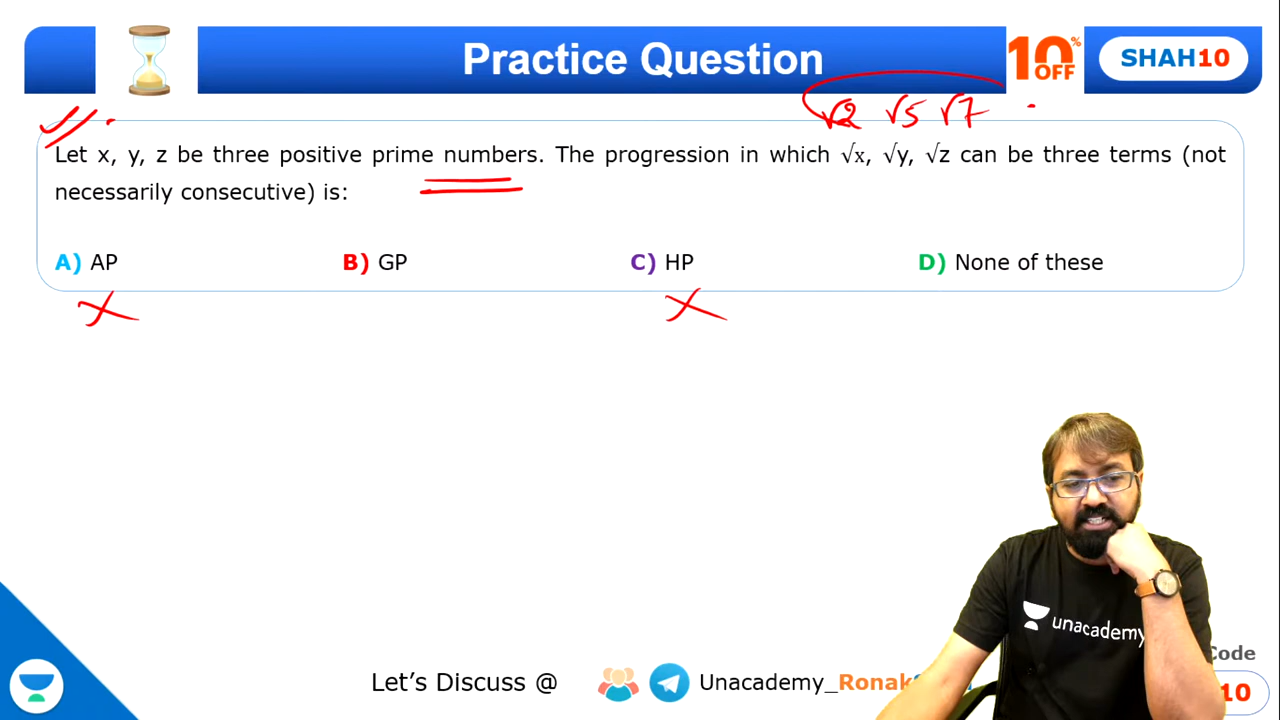 Practice Question
10% OFF
SHAH10
√2 √5 √7
Let x, y, z be three positive prime numbers. The progression in which √x, √y, √z can be three terms (not
necessarily consecutive) is:
A) AP
B) GP
C) HP
D) None of these
unacademy
Code
Let's Discuss @
Unacademy_Ronak
10